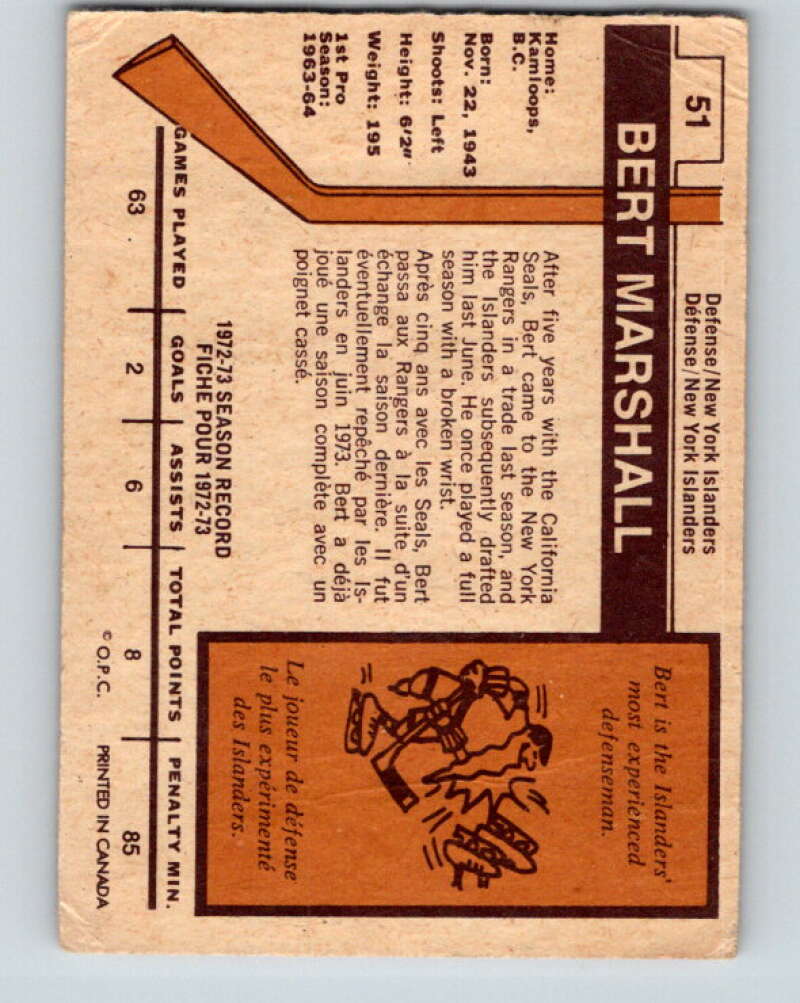 51
Defense/New York Islanders
Défense/New York Islanders
BERT MARSHALL
Home:
Kamloops,
B.C.
Born:
Nov. 22, 1943
Shoots: Left
Height: 6'2"
Weight: 195
1st Pro
Season:
1963-64
After five years with the California
Seals, Bert came to the New York
Rangers in a trade last season, and
the Islanders subsequently drafted
him last June. He once played a full
season with a broken wrist.
Après cinq ans avec les Seals, Bert
passa aux Rangers à la suite d'un
échange la saison dernière. Il fut
éventuellement repêché par les Is-
landers en juin 1973. Bert a déjà
joué une saison complète avec un
poignet cassé.
Bert is the Islanders'
most experienced
defenseman.
Le joueur de défense
le plus expérimenté
des Islanders.
1972-73 SEASON RECORD
FICHE POUR 1972-73
GAMES PLAYED GOALS ASSISTS TOTAL POINTS PENALTY MIN.
63 2 6 8 85
© O.P.C. PRINTED IN CANADA